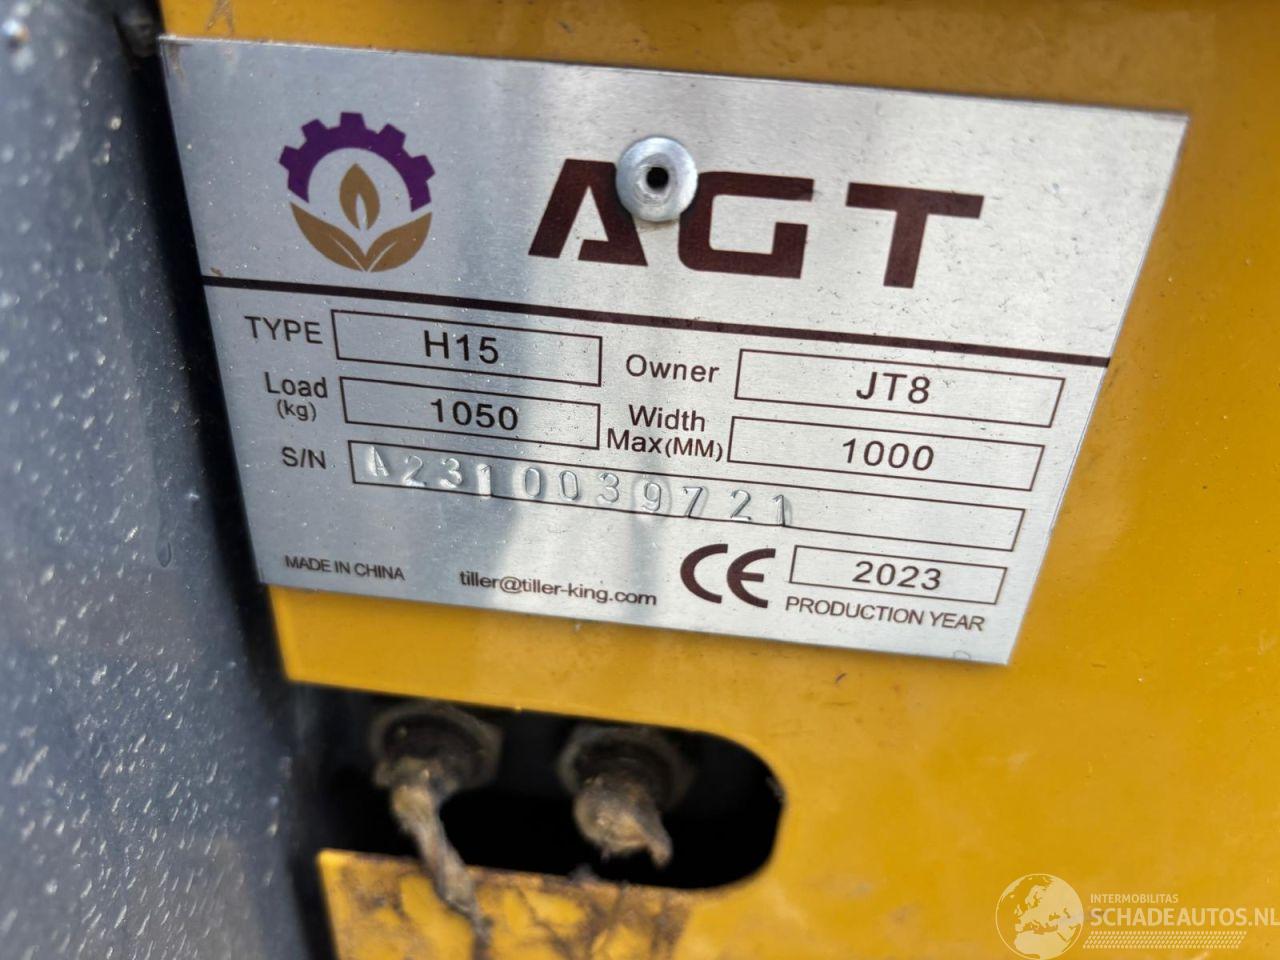 AGT
TYPE H15 Owner JT8
Load (kg) 1050 Width Max(MM) 1000
S/N A2310039721
MADE IN CHINA tiller@tiller-king.com CE 2023
PRODUCTION YEAR
INTERMOBILITAS
SCHADEAUTOS.NL